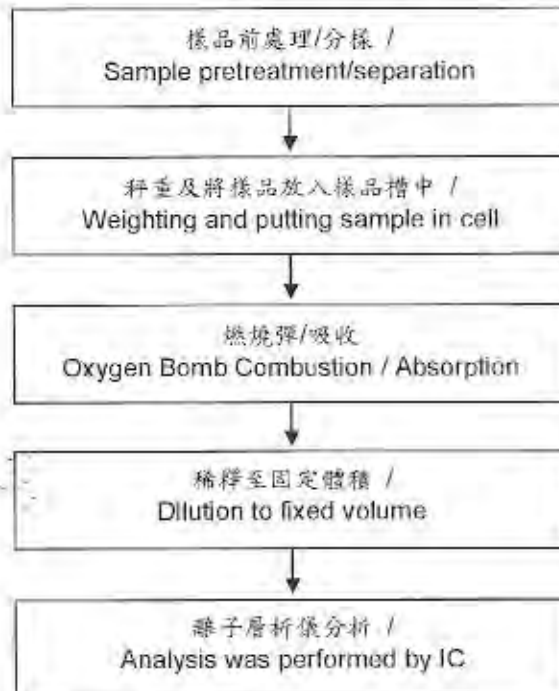 樣品前處理/分樣 /
Sample pretreatment/separation
秤重及將樣品放入樣品槽中 /
Weighting and putting sample in cell
燃燒彈/吸收
Oxygen Bomb Combustion / Absorption
稀釋至固定體積 /
Dilution to fixed volume
離子層析儀分析 /
Analysis was performed by IC